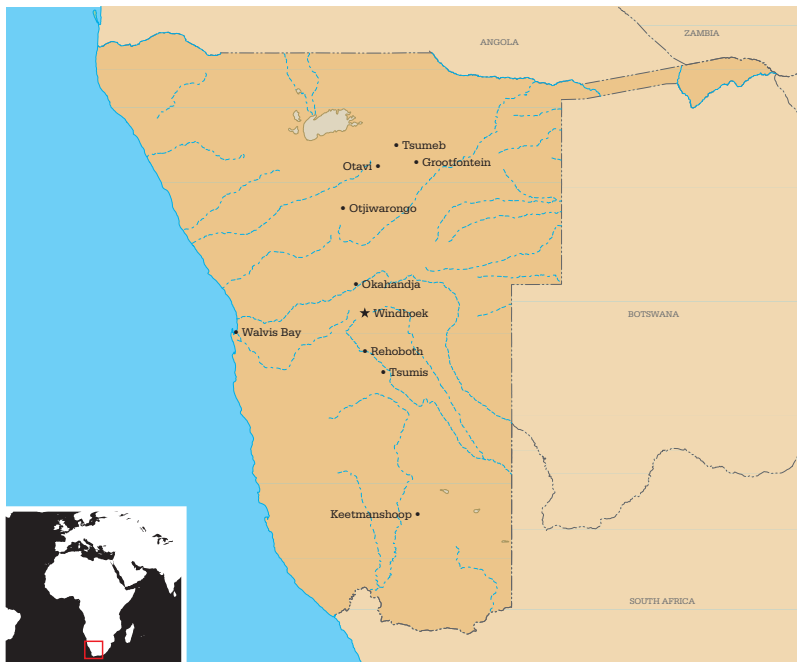 ANGOLA
ZAMBIA
Tsumeb
Grootfontein
Otavi
Otjiwarongo
Okahandja
Windhoek
BOTSWANA
Walvis Bay
Rehoboth
Tsumis
Keetmanshoop
SOUTH AFRICA